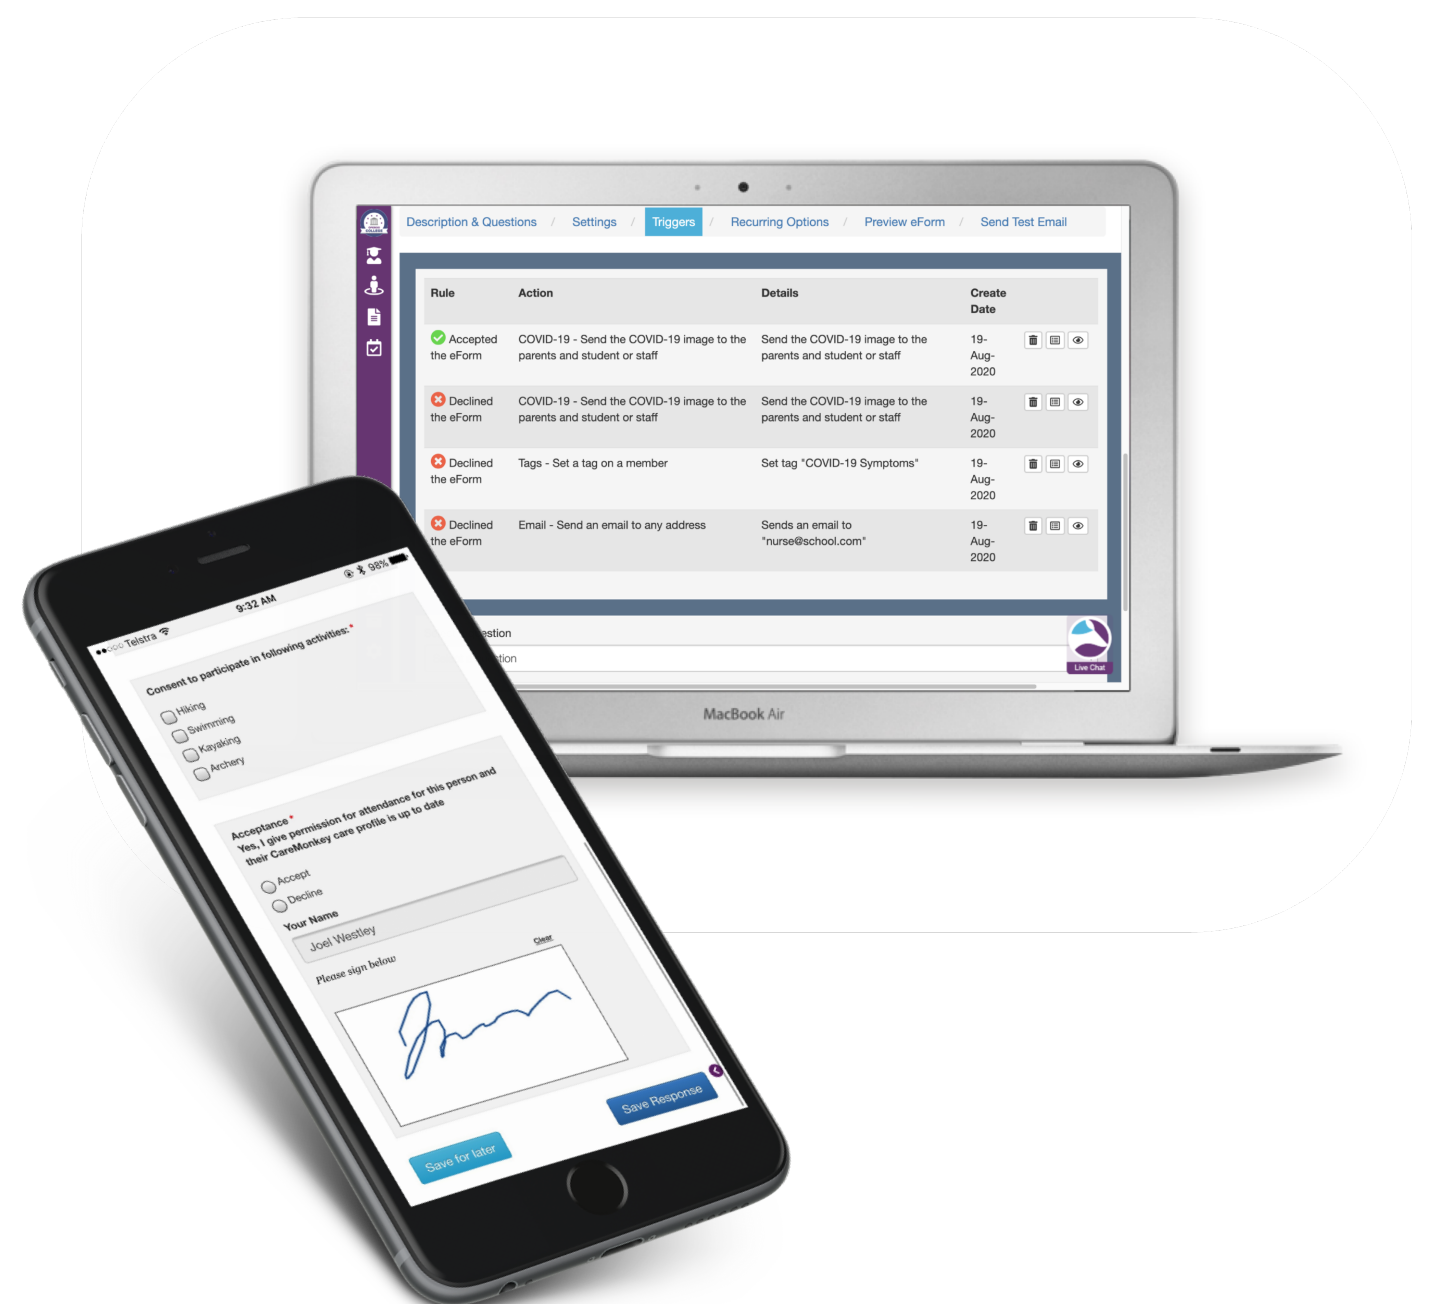 Description & Questions / Settings / Triggers / Recurring Options / Preview eForm / Send Test Email
Rule Action Details Create
Date
Accepted COVID-19 - Send the COVID-19 image to the Send the COVID-19 image to the 19-
the eForm parents and student or staff parents and student or staff Aug-
2020
Declined COVID-19 - Send the COVID-19 image to the Send the COVID-19 image to the 19-
the eForm parents and student or staff parents and student or staff Aug-
2020
Declined Tags - Set a tag on a member Set tag "COVID-19 Symptoms" 19-
the eForm Aug-
2020
Declined Email - Send an email to any address Sends an email to 19-
the eForm "nurse@school.com" Aug-
2020
estion
tion
Live Chat
MacBook Air
COLLEGE
Telstra 9:32 AM 98%
Consent to participate in following activities:*
Hiking
Swimming
Kayaking
Archery
Acceptance*
Yes, I give permission for attendance for this person and
their CareMonkey care profile is up to date
Accept
Decline
Your Name
Joel Westley
Please sign below Clear
Save Response
Save for later